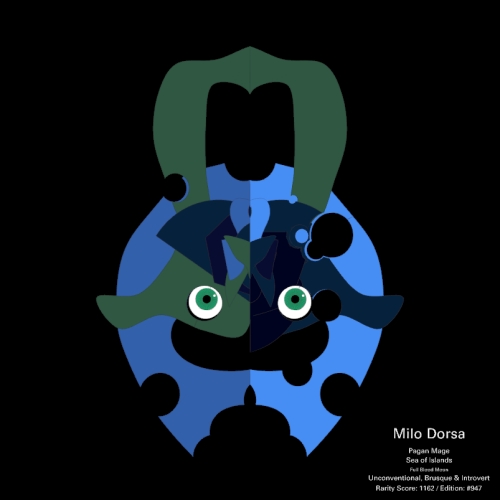 Milo Dorsa
Pagan Mage
Sea of Islands
Full Blood Moon
Unconventional, Brusque & Introvert
Rarity Score: 1162 / Edition: #947